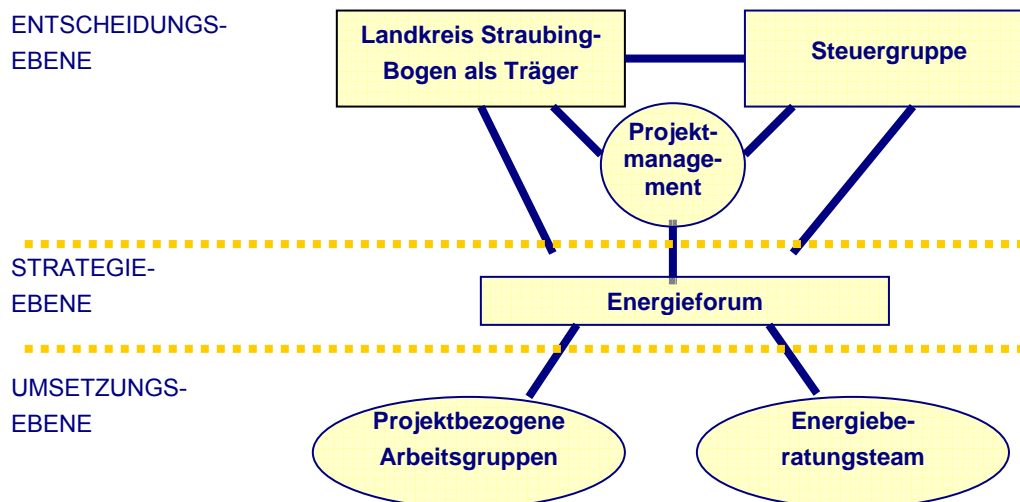 ENTSCHEIDUNGS-
EBENE
Landkreis Straubing-
Bogen als Träger
Steuergruppe
Projekt-
manage-
ment
STRATEGIE-
EBENE
Energieforum
UMSETZUNGS-
EBENE
Projektbezogene
Arbeitsgruppen
Energiebe-
ratungsteam